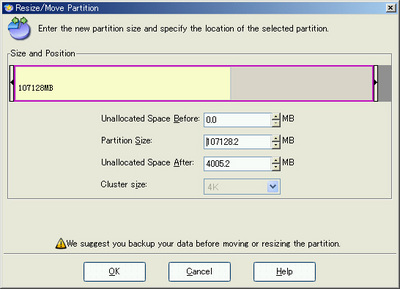 Resize/Move Partition
Enter the new partition size and specify the location of the selected partition.
Size and Position
107128MB
Unallocated Space Before: 0.0 MB
Partition Size: 107128.2 MB
Unallocated Space After: 4005.2 MB
Cluster size: 4K
We suggest you backup your data before moving or resizing the partition.
OK Cancel Help